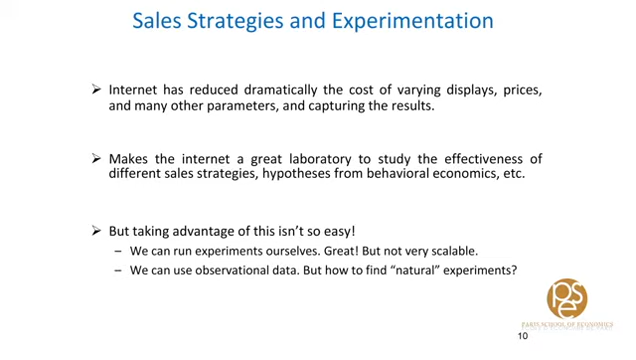 Sales Strategies and Experimentation
Internet has reduced dramatically the cost of varying displays, prices,
and many other parameters, and capturing the results.
Makes the internet a great laboratory to study the effectiveness of
different sales strategies, hypotheses from behavioral economics, etc.
But taking advantage of this isn't so easy!
– We can run experiments ourselves. Great! But not very scalable.
– We can use observational data. But how to find “natural” experiments?
pse
PARIS SCHOOL OF ECONOMICS
10